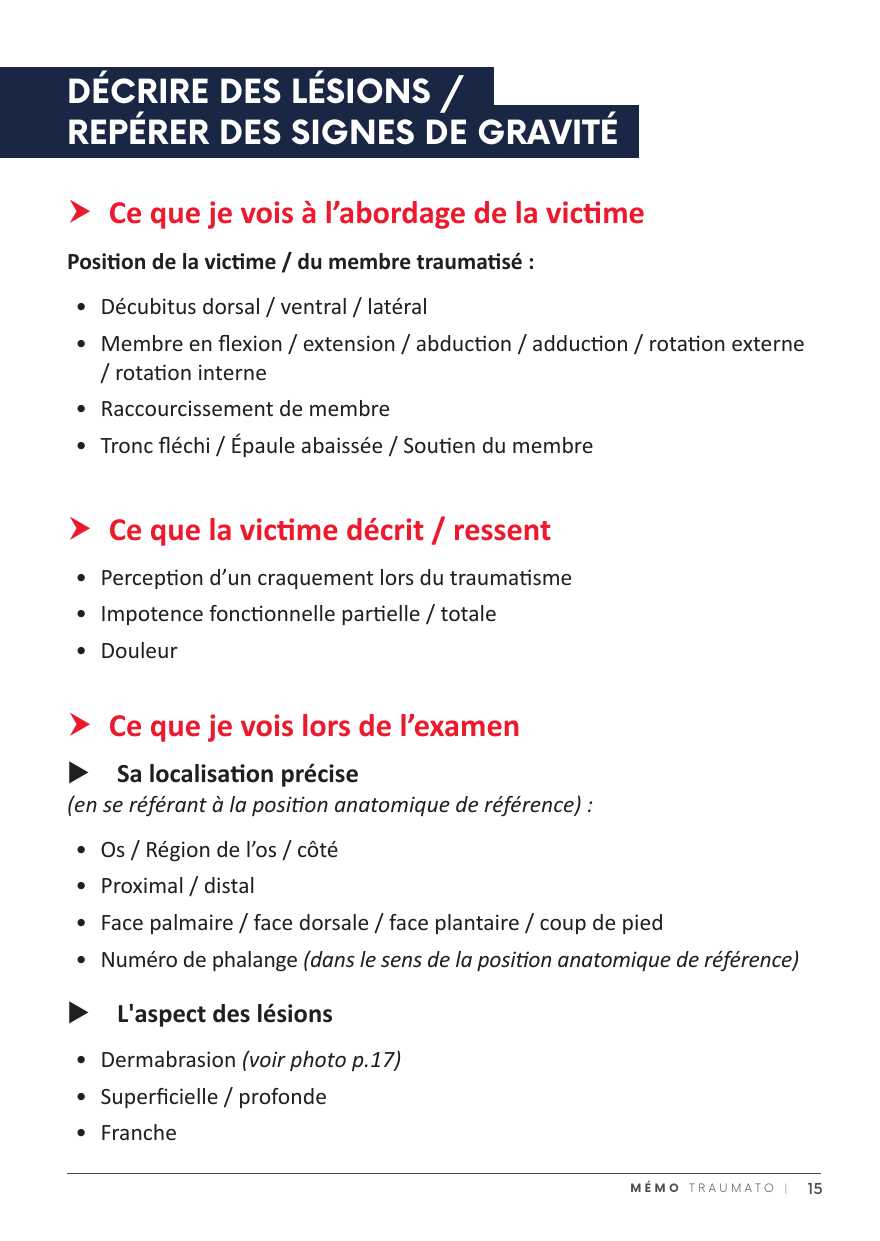 DÉCRIRE DES LÉSIONS /
REPÉRER DES SIGNES DE GRAVITÉ
➤ Ce que je vois à l’abordage de la victime
Position de la victime / du membre traumatisé :
• Décubitus dorsal / ventral / latéral
• Membre en flexion / extension / abduction / adduction / rotation externe
/ rotation interne
• Raccourcissement de membre
• Tronc fléchi / Épaule abaissée / Soutien du membre
➤ Ce que la victime décrit / ressent
• Perception d’un craquement lors du traumatisme
• Impotence fonctionnelle partielle / totale
• Douleur
➤ Ce que je vois lors de l’examen
▶ Sa localisation précise
(en se référant à la position anatomique de référence) :
• Os / Région de l’os / côté
• Proximal / distal
• Face palmaire / face dorsale / face plantaire / coup de pied
• Numéro de phalange (dans le sens de la position anatomique de référence)
▶ L'aspect des lésions
• Dermabrasion (voir photo p.17)
• Superficielle / profonde
• Franche
MÉMO TRAUMATO | 15